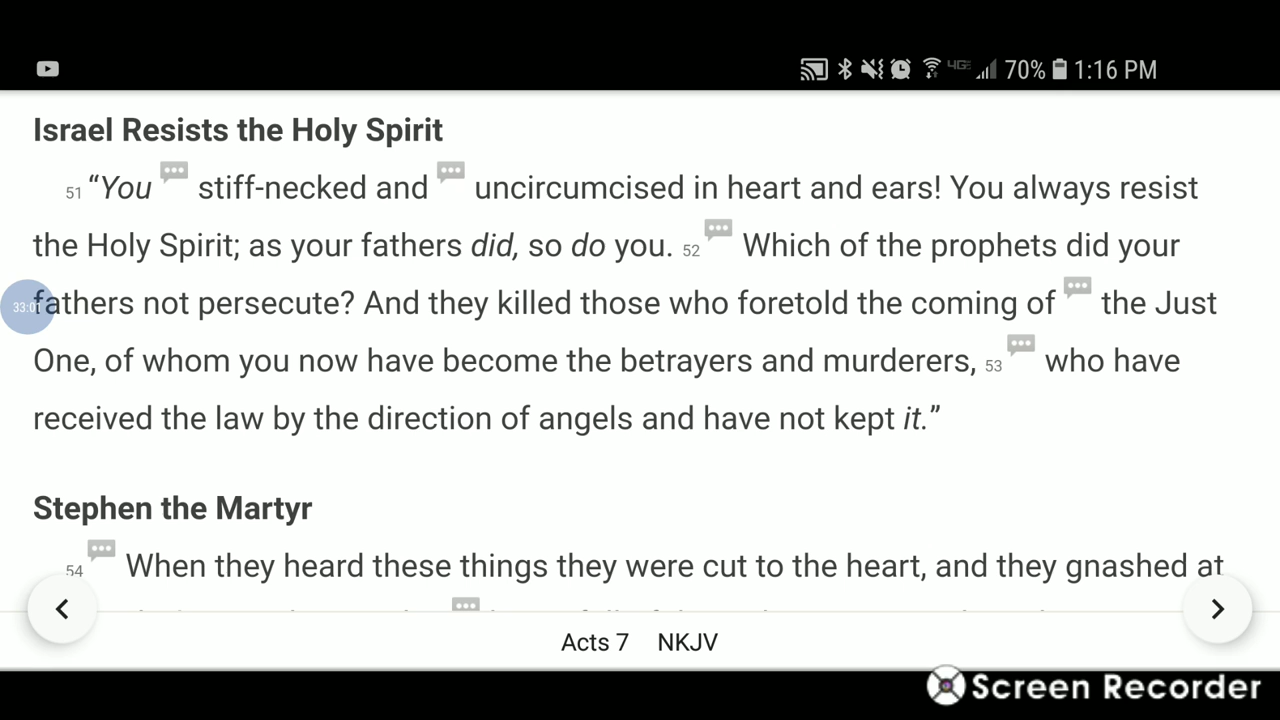 70% 1:16 PM
Israel Resists the Holy Spirit
51 “You stiff-necked and uncircumcised in heart and ears! You always resist
the Holy Spirit; as your fathers did, so do you. 52 Which of the prophets did your
fathers not persecute? And they killed those who foretold the coming of the Just
33:01
One, of whom you now have become the betrayers and murderers, 53 who have
received the law by the direction of angels and have not kept it.”
Stephen the Martyr
54 When they heard these things they were cut to the heart, and they gnashed at
Acts 7 NKJV
Screen Recorder